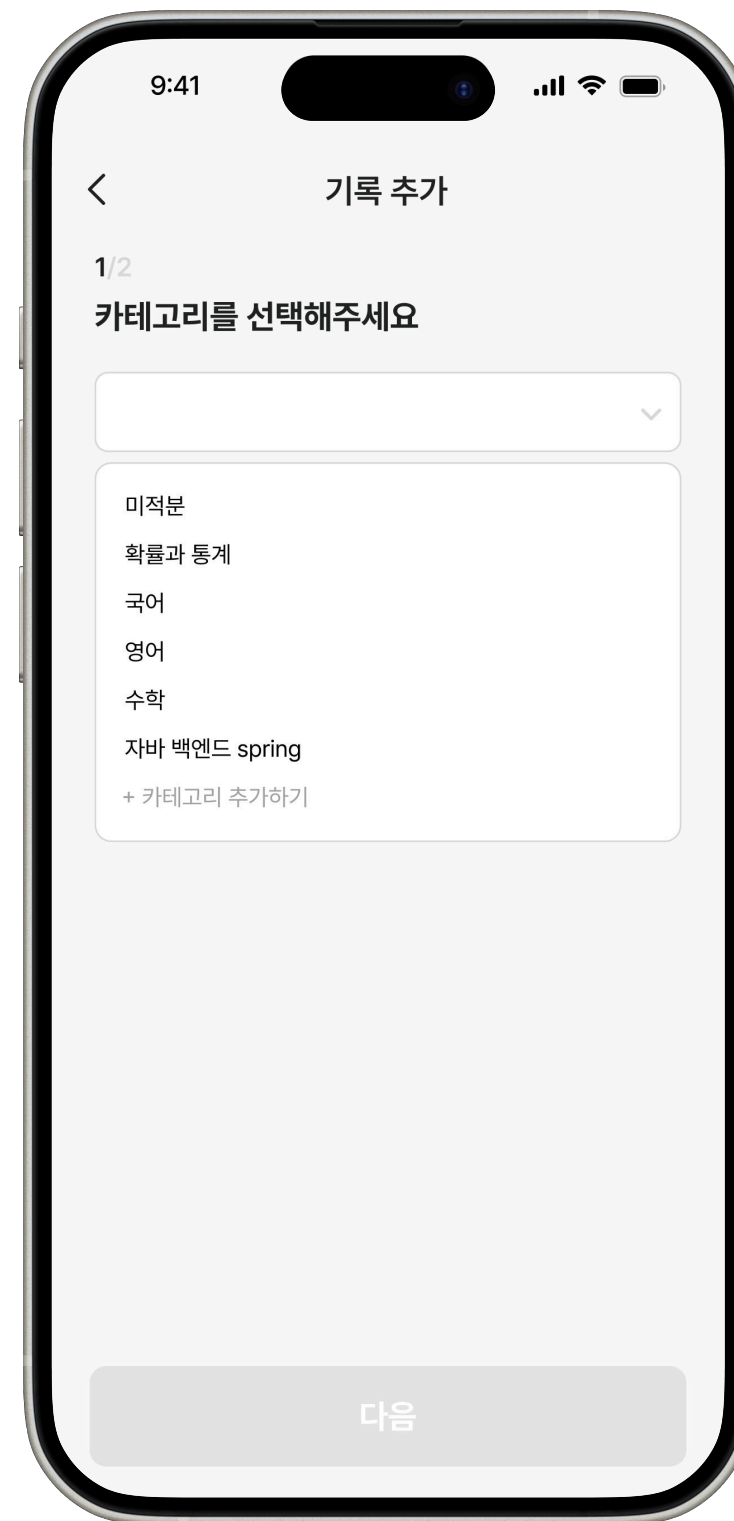 9:41
기록 추가
1/2
카테고리를 선택해주세요
미적분
확률과 통계
국어
영어
수학
자바 백엔드 spring
+ 카테고리 추가하기
다음